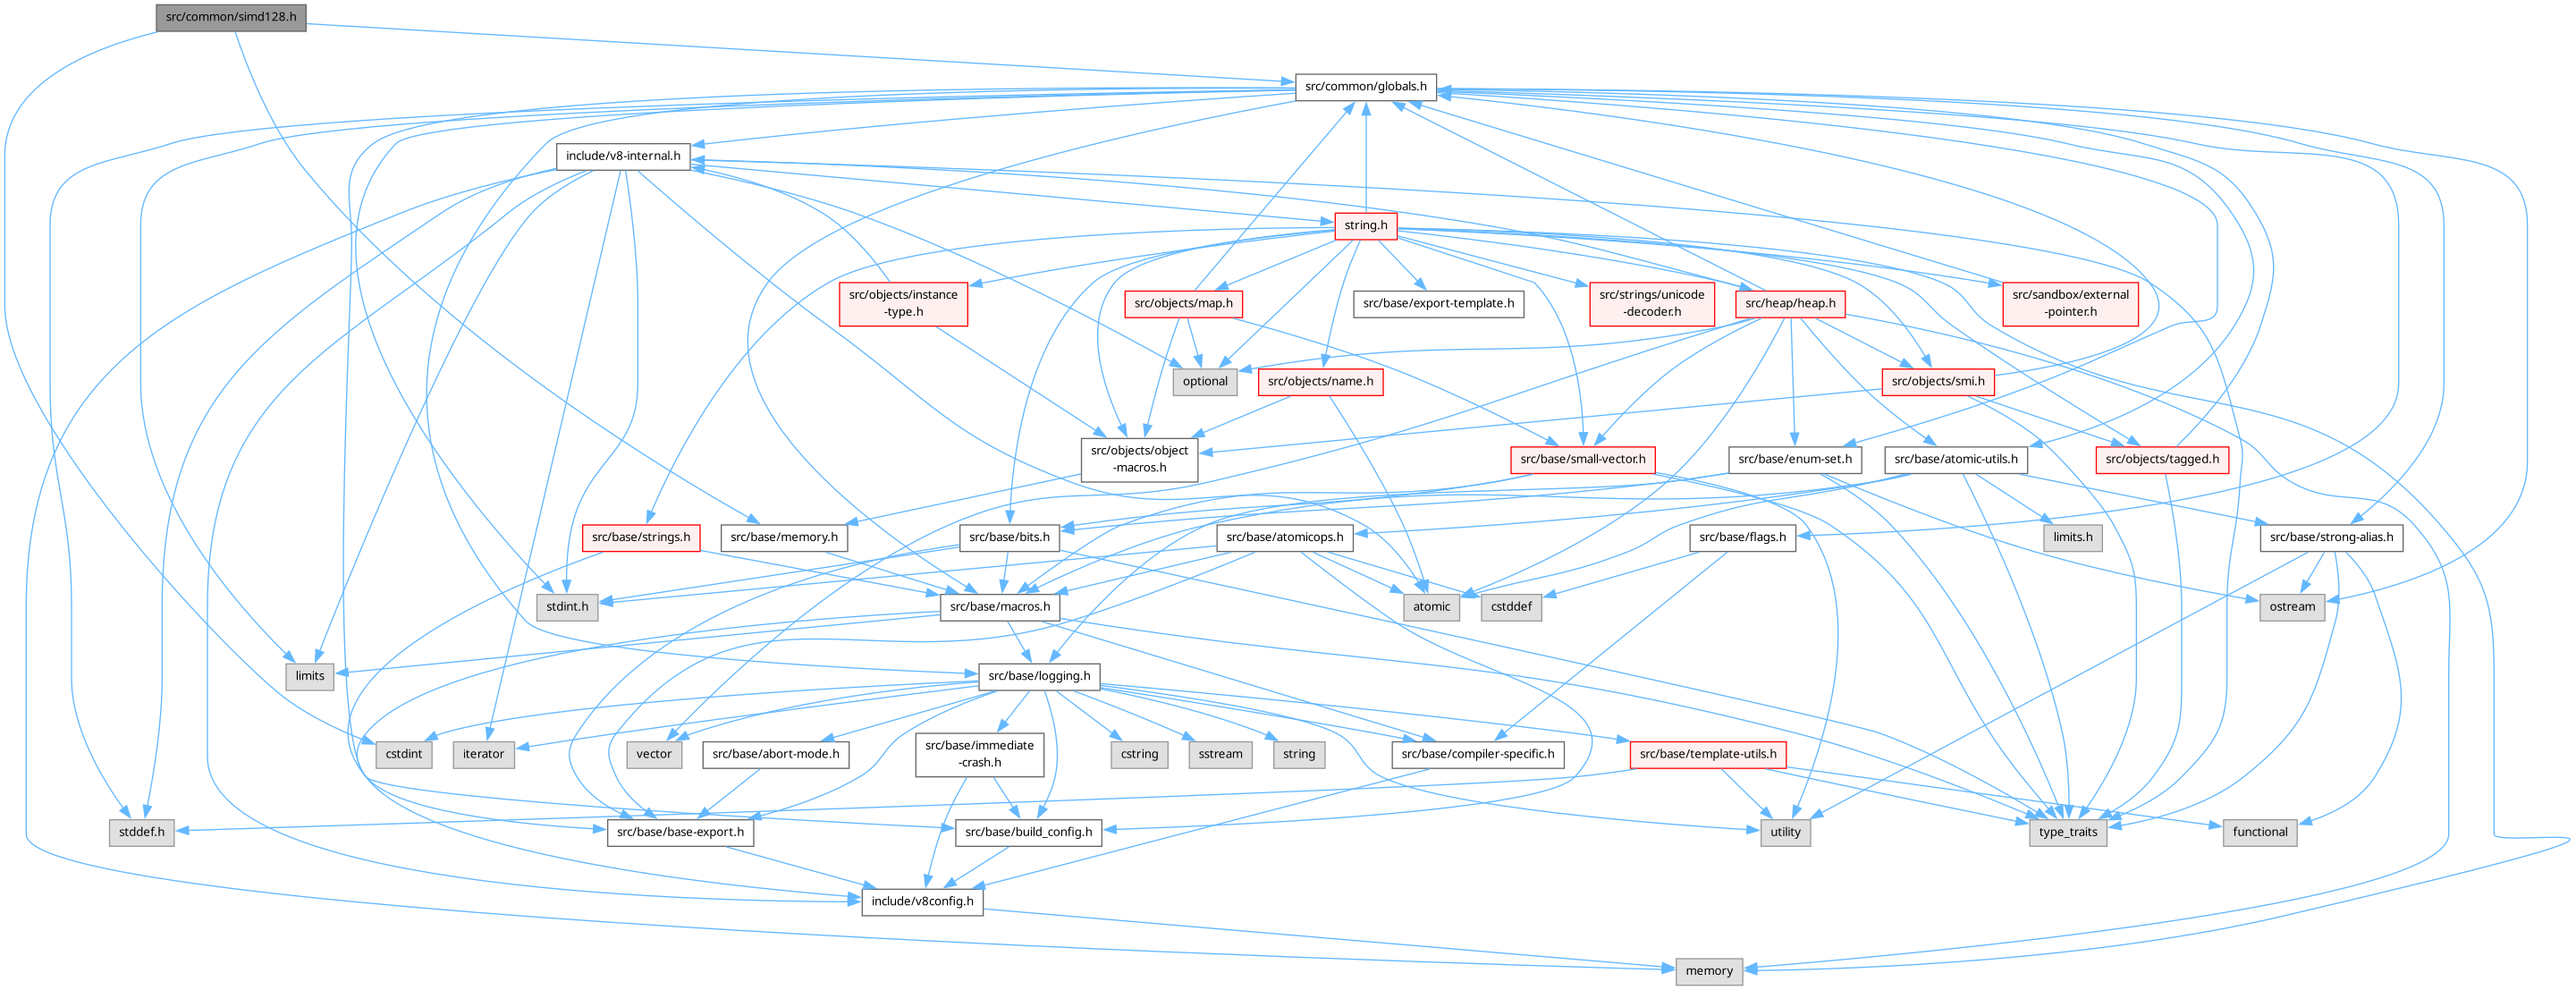 src/common/simd128.h
src/common/globals.h
include/v8-internal.h
string.h
src/objects/instance
-type.h
src/objects/map.h
src/base/export-template.h
src/strings/unicode
-decoder.h
src/heap/heap.h
src/sandbox/external
-pointer.h
optional
src/objects/name.h
src/objects/smi.h
src/objects/object
-macros.h
src/base/small-vector.h
src/base/enum-set.h
src/base/atomic-utils.h
src/objects/tagged.h
src/base/strings.h
src/base/memory.h
src/base/bits.h
src/base/atomicops.h
src/base/flags.h
limits.h
src/base/strong-alias.h
stdint.h
src/base/macros.h
atomic
cstddef
ostream
limits
src/base/logging.h
cstdint
iterator
vector
src/base/abort-mode.h
src/base/immediate
-crash.h
cstring
sstream
string
src/base/compiler-specific.h
src/base/template-utils.h
stddef.h
src/base/base-export.h
src/base/build_config.h
utility
type_traits
functional
include/v8config.h
memory